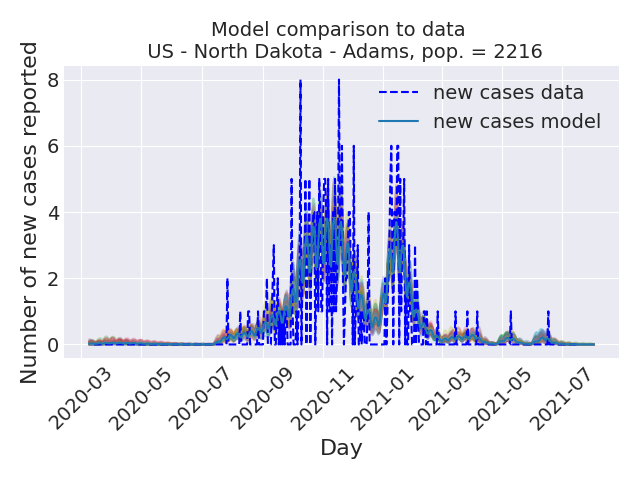 Model comparison to data
US - North Dakota - Adams, pop. = 2216
Number of new cases reported
8
6
4
2
0
new cases data
new cases model
2020-03
2020-05
2020-07
2020-09
2020-11
2021-01
2021-03
2021-05
2021-07
Day